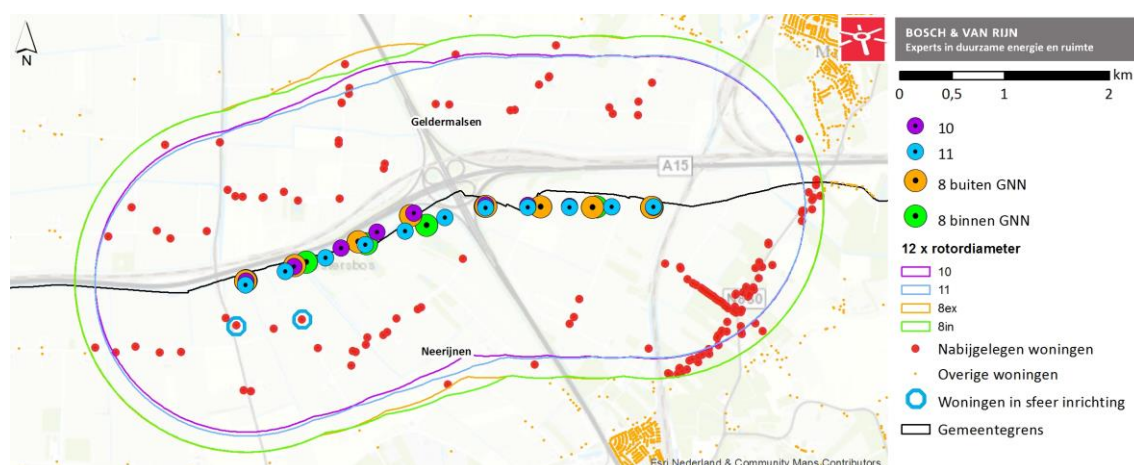 N
Geldermalsen
A15
Neerijnen
Esri Nederland & Community Maps Contributors
BOSCH & VAN RIJN
Experts in duurzame energie en ruimte
km
0 0,5 1 2
10
11
8 buiten GNN
8 binnen GNN
12 x rotordiameter
10
11
8ex
8in
Nabijgelegen woningen
Overige woningen
Woningen in sfeer inrichting
Gemeentegrens